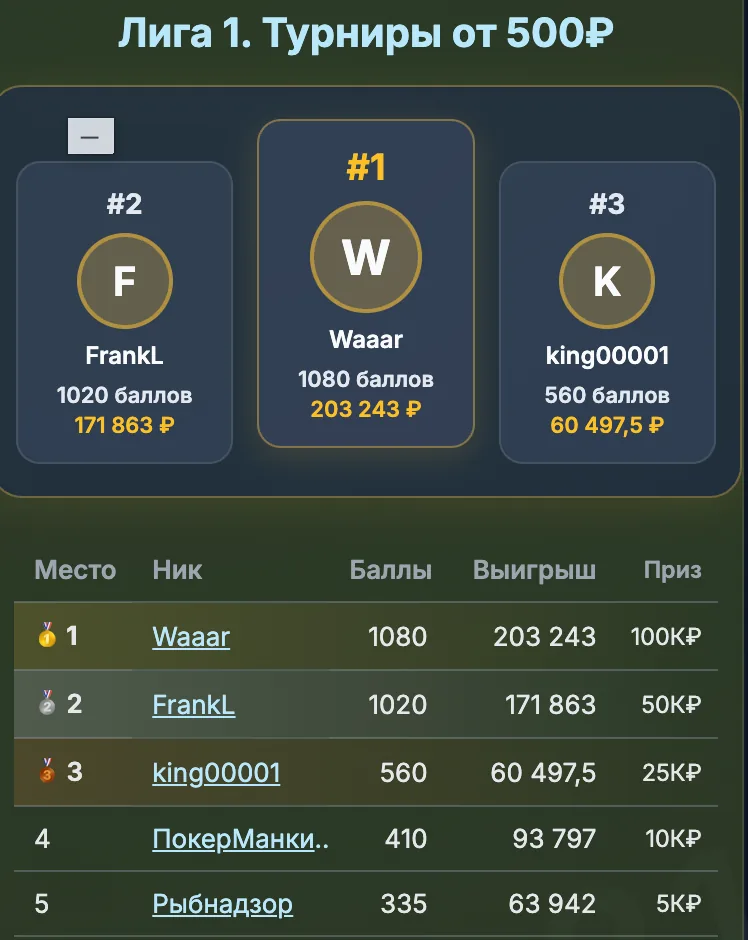 Лига 1. Турниры от 500₽
—
#2
F
FrankL
1020 баллов
171 863 ₽
#1
W
Waaar
1080 баллов
203 243 ₽
#3
K
king00001
560 баллов
60 497,5 ₽
Место Ник Баллы Выигрыш Приз
1 1 Waaar 1080 203 243 100К₽
2 2 FrankL 1020 171 863 50К₽
3 3 king00001 560 60 497,5 25К₽
4 ПокерМанки.. 410 93 797 10К₽
5 Рыбнадзор 335 63 942 5К₽